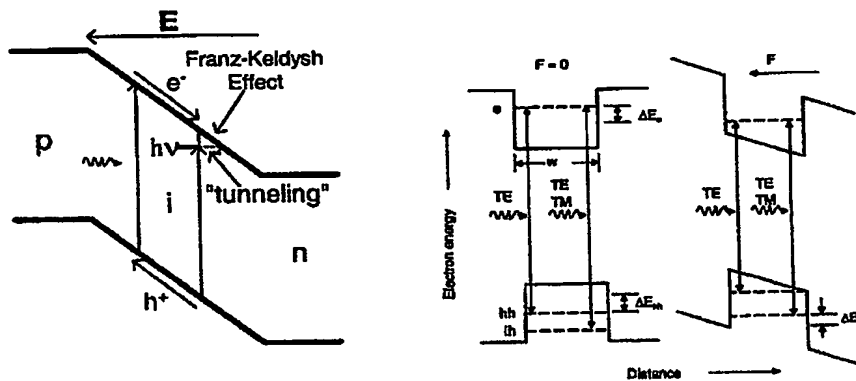 E
Franz-Keldysh
Effect
e-
p
hν
"tunneling"
i
n
h+
F = 0
F
e
ΔEe
w
TE
TE
TM
TE
TE
TM
Electron energy
hh
lh
ΔEhh
ΔE
Distance